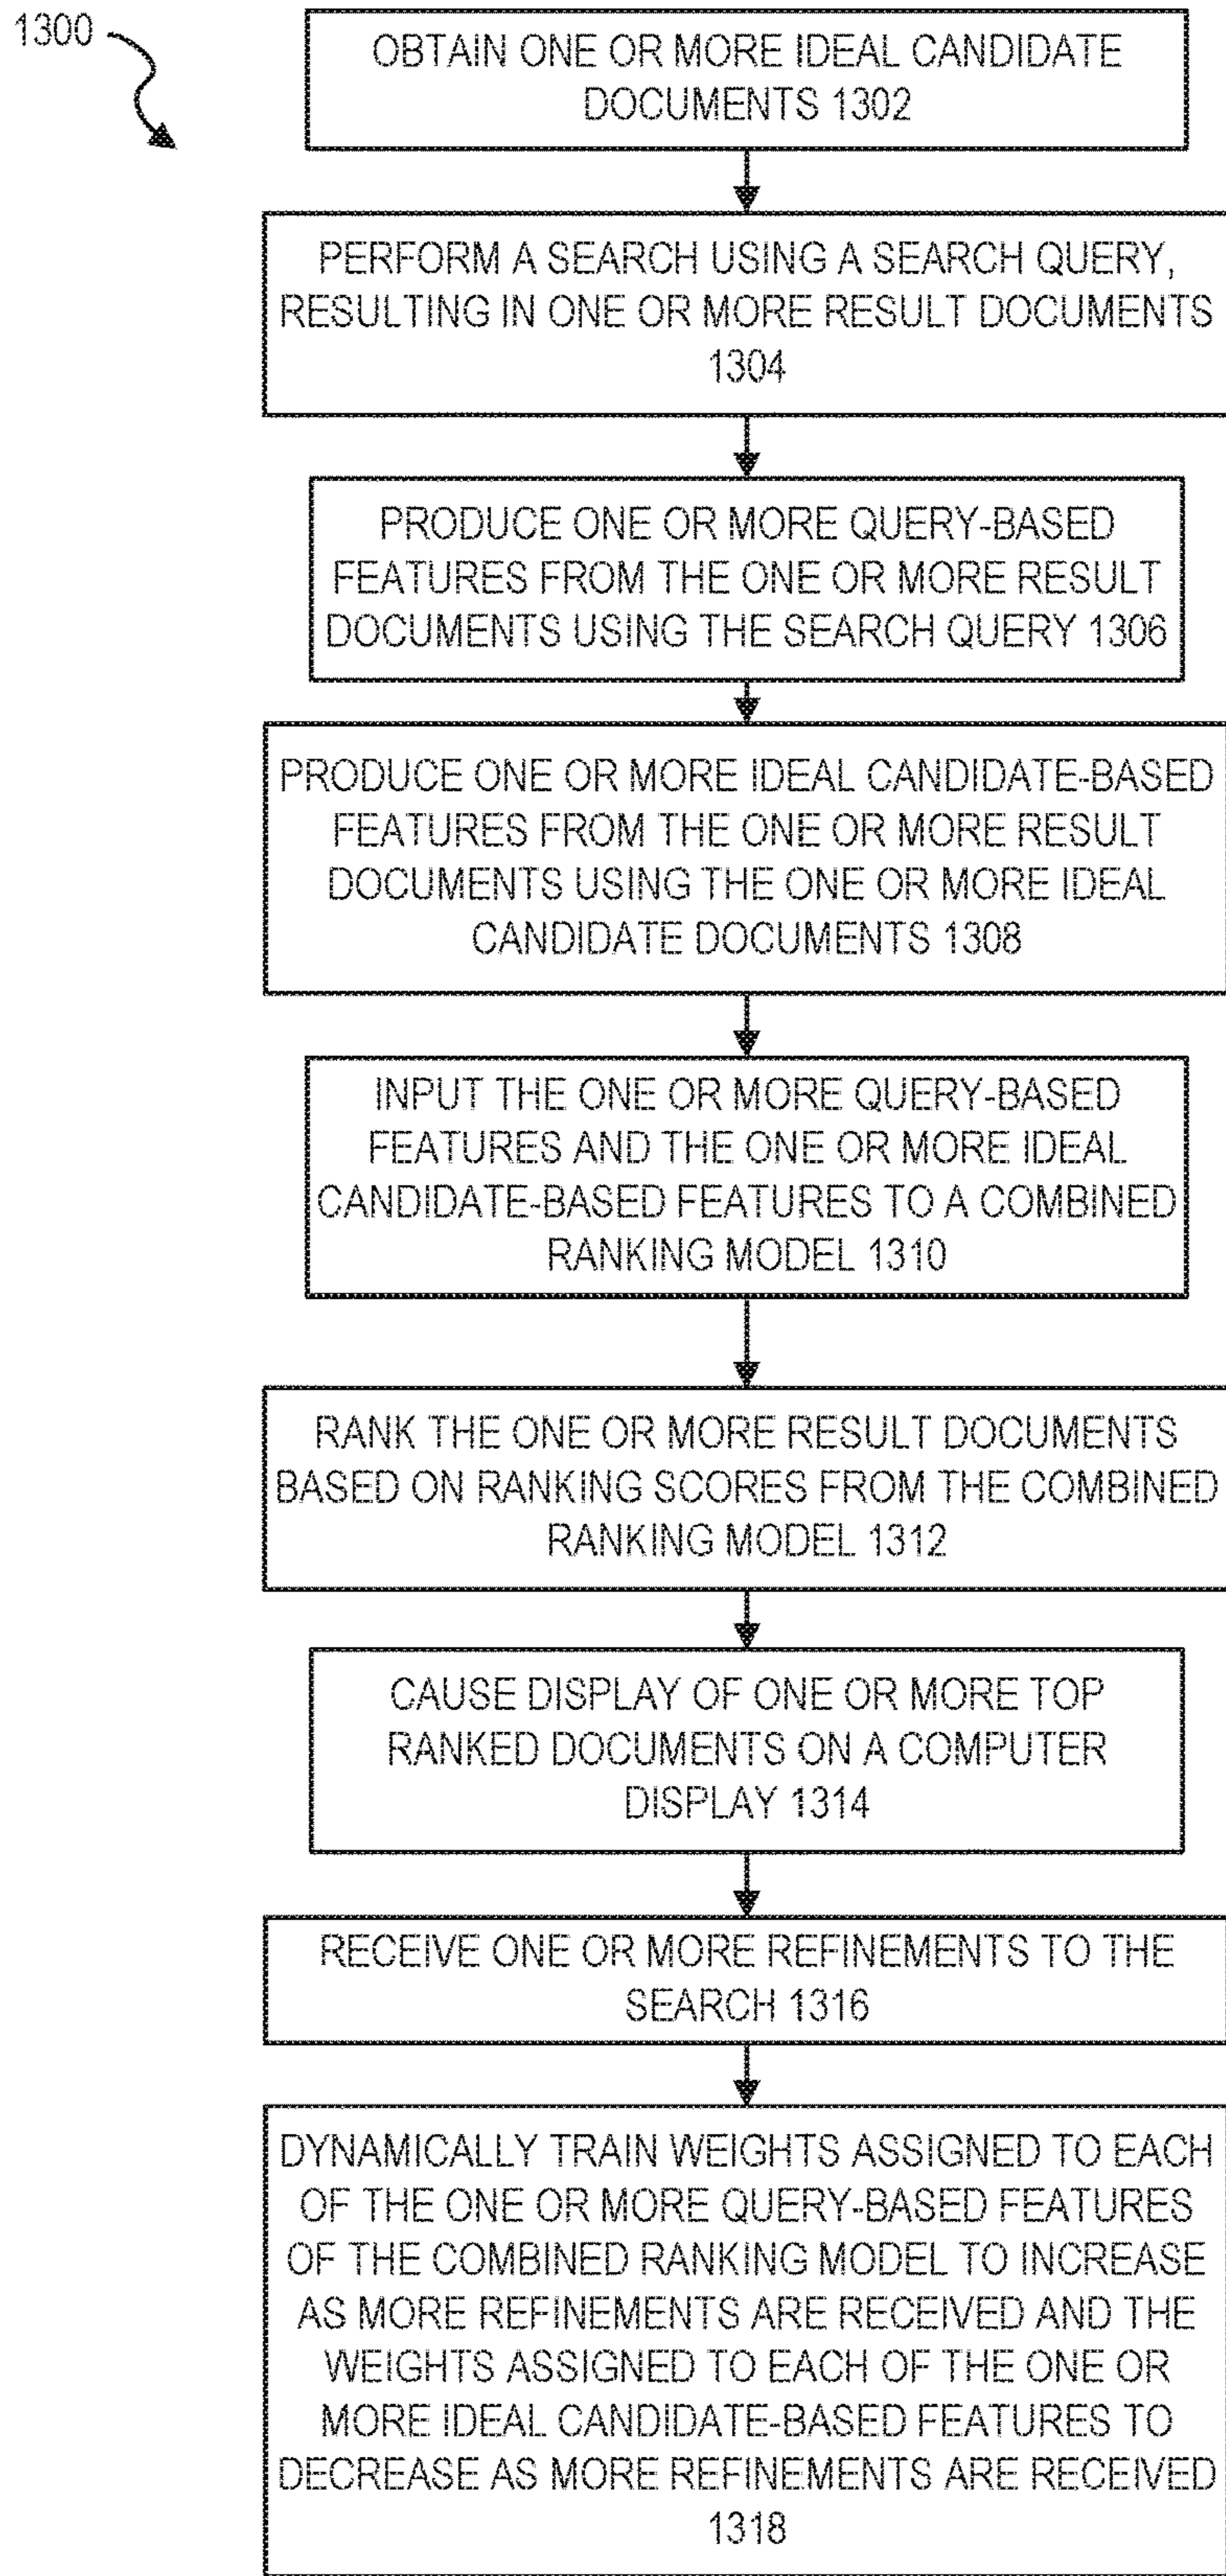 1300
OBTAIN ONE OR MORE IDEAL CANDIDATE
DOCUMENTS 1302
PERFORM A SEARCH USING A SEARCH QUERY,
RESULTING IN ONE OR MORE RESULT DOCUMENTS
1304
PRODUCE ONE OR MORE QUERY-BASED
FEATURES FROM THE ONE OR MORE RESULT
DOCUMENTS USING THE SEARCH QUERY 1306
PRODUCE ONE OR MORE IDEAL CANDIDATE-BASED
FEATURES FROM THE ONE OR MORE RESULT
DOCUMENTS USING THE ONE OR MORE IDEAL
CANDIDATE DOCUMENTS 1308
INPUT THE ONE OR MORE QUERY-BASED
FEATURES AND THE ONE OR MORE IDEAL
CANDIDATE-BASED FEATURES TO A COMBINED
RANKING MODEL 1310
RANK THE ONE OR MORE RESULT DOCUMENTS
BASED ON RANKING SCORES FROM THE COMBINED
RANKING MODEL 1312
CAUSE DISPLAY OF ONE OR MORE TOP
RANKED DOCUMENTS ON A COMPUTER
DISPLAY 1314
RECEIVE ONE OR MORE REFINEMENTS TO THE
SEARCH 1316
DYNAMICALLY TRAIN WEIGHTS ASSIGNED TO EACH
OF THE ONE OR MORE QUERY-BASED FEATURES
OF THE COMBINED RANKING MODEL TO INCREASE
AS MORE REFINEMENTS ARE RECEIVED AND THE
WEIGHTS ASSIGNED TO EACH OF THE ONE OR
MORE IDEAL CANDIDATE-BASED FEATURES TO
DECREASE AS MORE REFINEMENTS ARE RECEIVED
1318